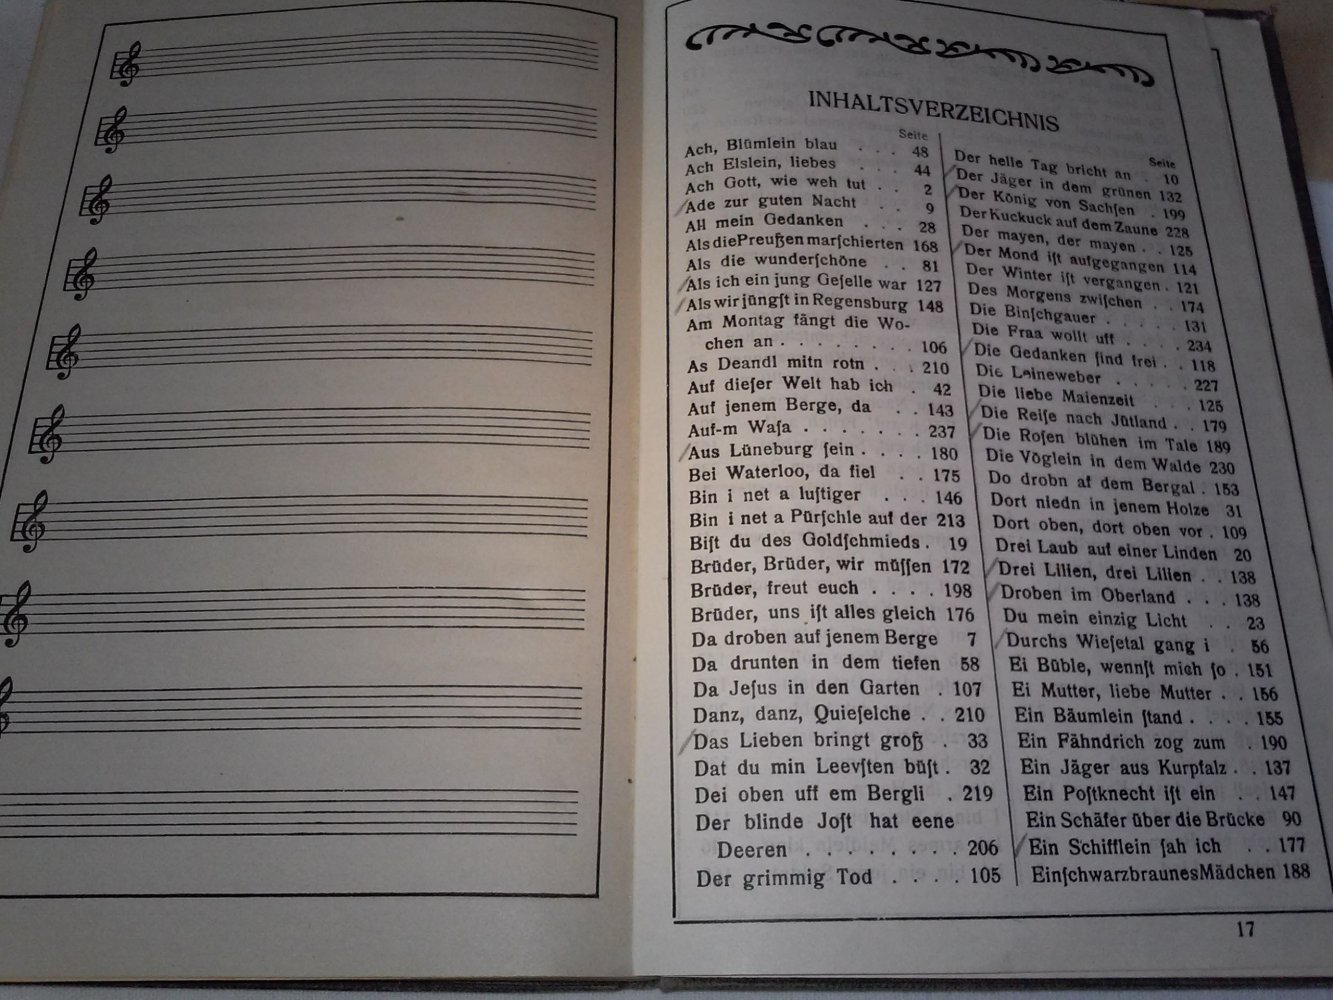 INHALTSVERZEICHNIS
Seite
Ach, Blümlein blau . . . 48
Ach Elslein, liebes . . . 44
Ach Gott, wie weh tut . . 2
Ade zur guten Nacht . . 9
All mein Gedanken . . . 28
Als diePreußen marſchierten 168
Als die wunderſchöne . . 81
Als ich ein jung Geſelle war 127
Als wir jüngſt in Regensburg 148
Am Montag fängt die Wo-
chen an . . . . . . . . 106
As Deandl mitn rotn . . . 210
Auf dieſer Welt hab ich . 42
Auf jenem Berge, da . . 143
Auf-m Waſa . . . . . . . 237
Aus Lüneburg ſein . . . . 180
Bei Waterloo, da fiel . . 175
Bin i net a luſtiger . . . 146
Bin i net a Pürſchle auf der 213
Biſt du des Goldſchmieds . 19
Brüder, Brüder, wir müſſen 172
Brüder, freut euch . . . . 198
Brüder, uns iſt alles gleich 176
Da droben auf jenem Berge 7
Da drunten in dem tiefen 58
Da Jeſus in den Garten . 107
Danz, danz, Quieſelche . . 210
Das Lieben bringt groß . 33
Dat du min Leevſten büſt . 32
Dei oben uff em Bergli . 219
Der blinde Joſt hat eene
Deeren . . . . . . . . 206
Der grimmig Tod . . . . 105
Seite
Der helle Tag bricht an . 10
Der Jäger in dem grünen 132
Der König von Sachſen . 199
Der Kuckuck auf dem Zaune 228
Der mayen, der mayen . . 125
Der Mond iſt aufgegangen 114
Der Winter iſt vergangen . 121
Des Morgens zwiſchen . . 174
Die Binſchgauer . . . . . 131
Die Fraa wollt uff . . . . 234
Die Gedanken ſind frei . . 118
Die Leineweber . . . . . 227
Die liebe Maienzeit . . . 125
Die Reiſe nach Jütland . . 179
Die Roſen blühen im Tale 189
Die Vöglein in dem Walde 230
Do drobn af dem Bergal . 153
Dort niedn in jenem Holze 31
Dort oben, dort oben vor . 109
Drei Laub auf einer Linden 20
Drei Lilien, drei Lilien . . 138
Droben im Oberland . . . 138
Du mein einzig Licht . . 23
Durchs Wieſetal gang i . 56
Ei Büble, wennſt mich ſo . 151
Ei Mutter, liebe Mutter . . 156
Ein Bäumlein ſtand . . . . 155
Ein Fähndrich zog zum . 190
Ein Jäger aus Kurpfalz . . 137
Ein Poſtknecht iſt ein . . 147
Ein Schäfer über die Brücke 90
Ein Schifflein ſah ich . . 177
EinſchwarzbraunesMädchen 188
17